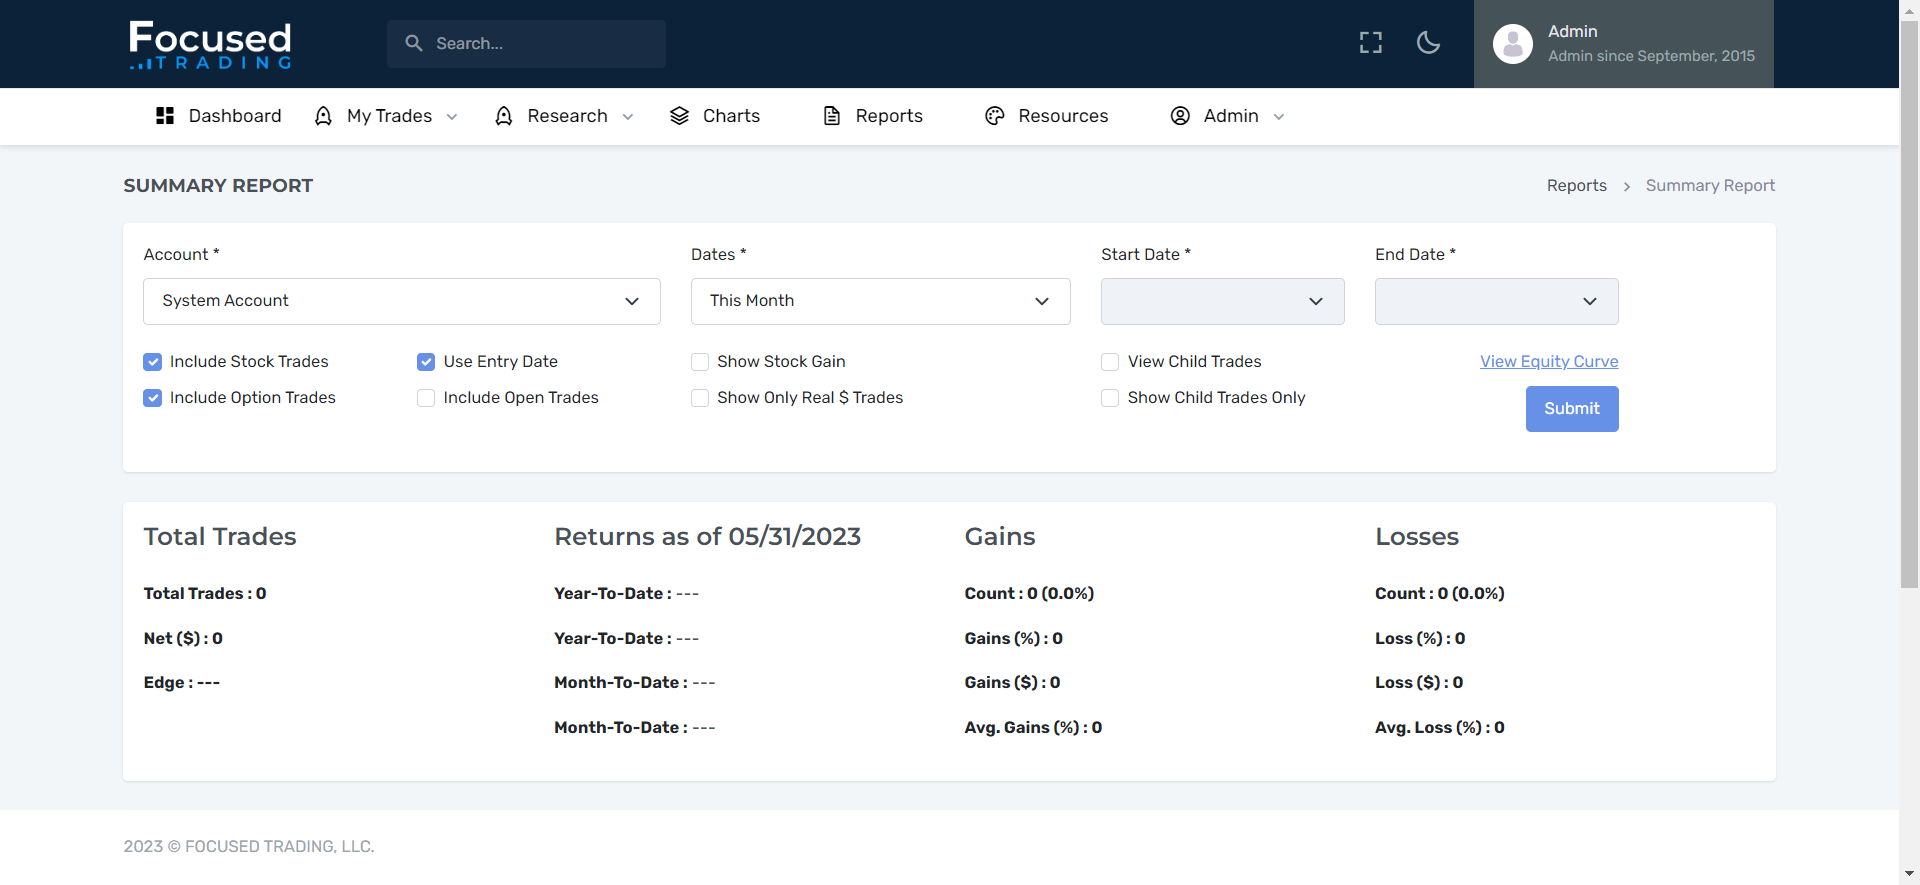 Focused
TRADING
Search...
Admin
Admin since September, 2015
Dashboard
My Trades
Research
Charts
Reports
Resources
Admin
SUMMARY REPORT
Reports > Summary Report
Account *
Dates *
Start Date *
End Date *
System Account
This Month
Include Stock Trades
Use Entry Date
Show Stock Gain
View Child Trades
View Equity Curve
Include Option Trades
Include Open Trades
Show Only Real $ Trades
Show Child Trades Only
Submit
Total Trades
Total Trades : 0
Net ($) : 0
Edge : ---
Returns as of 05/31/2023
Year-To-Date : ---
Year-To-Date : ---
Month-To-Date : ---
Month-To-Date : ---
Gains
Count : 0 (0.0%)
Gains (%) : 0
Gains ($) : 0
Avg. Gains (%) : 0
Losses
Count : 0 (0.0%)
Loss (%) : 0
Loss ($) : 0
Avg. Loss (%) : 0
2023 © FOCUSED TRADING, LLC.